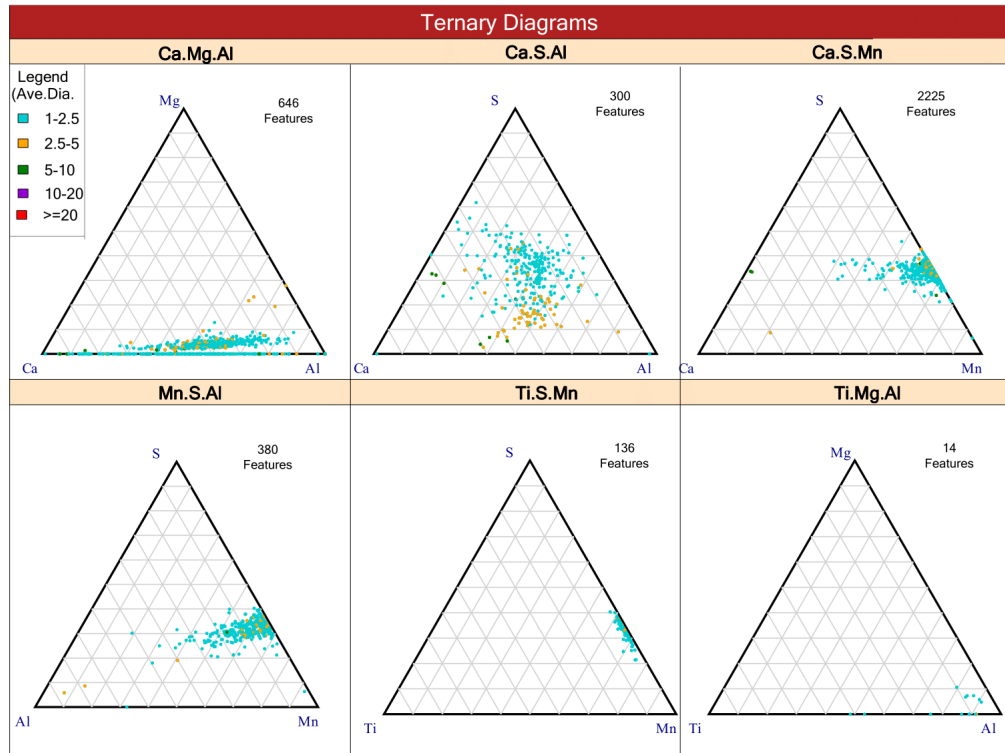 Ternary Diagrams
Ca.Mg.Al
Ca.S.Al
Ca.S.Mn
Legend
(Ave.Dia.
1-2.5
2.5-5
5-10
10-20
>=20
Mg
646
Features
Ca
Al
S
300
Features
Ca
Al
S
2225
Features
Ca
Mn
Mn.S.Al
Ti.S.Mn
Ti.Mg.Al
S
380
Features
Al
Mn
S
136
Features
Ti
Mn
Mg
14
Features
Ti
Al